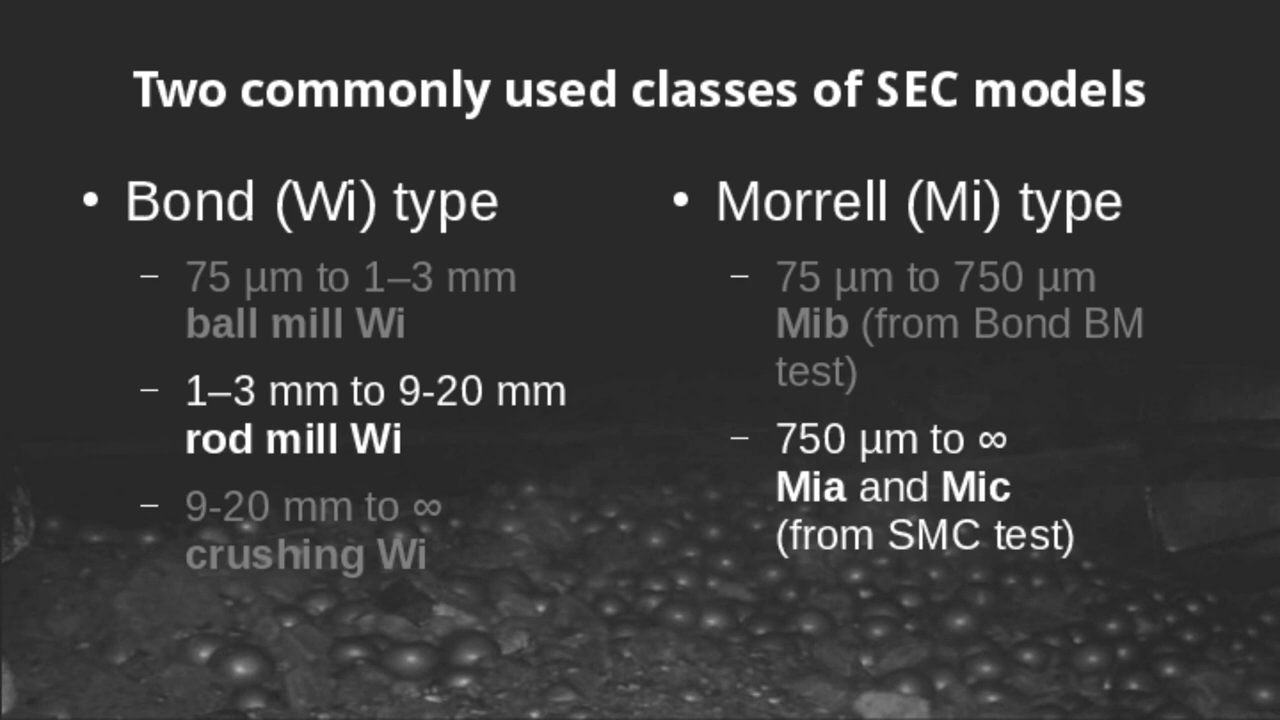 Two commonly used classes of SEC models
• Bond (Wi) type
– 75 µm to 1–3 mm
ball mill Wi
– 1–3 mm to 9-20 mm
rod mill Wi
– 9-20 mm to ∞
crushing Wi
• Morrell (Mi) type
– 75 µm to 750 µm
Mib (from Bond BM
test)
– 750 µm to ∞
Mia and Mic
(from SMC test)